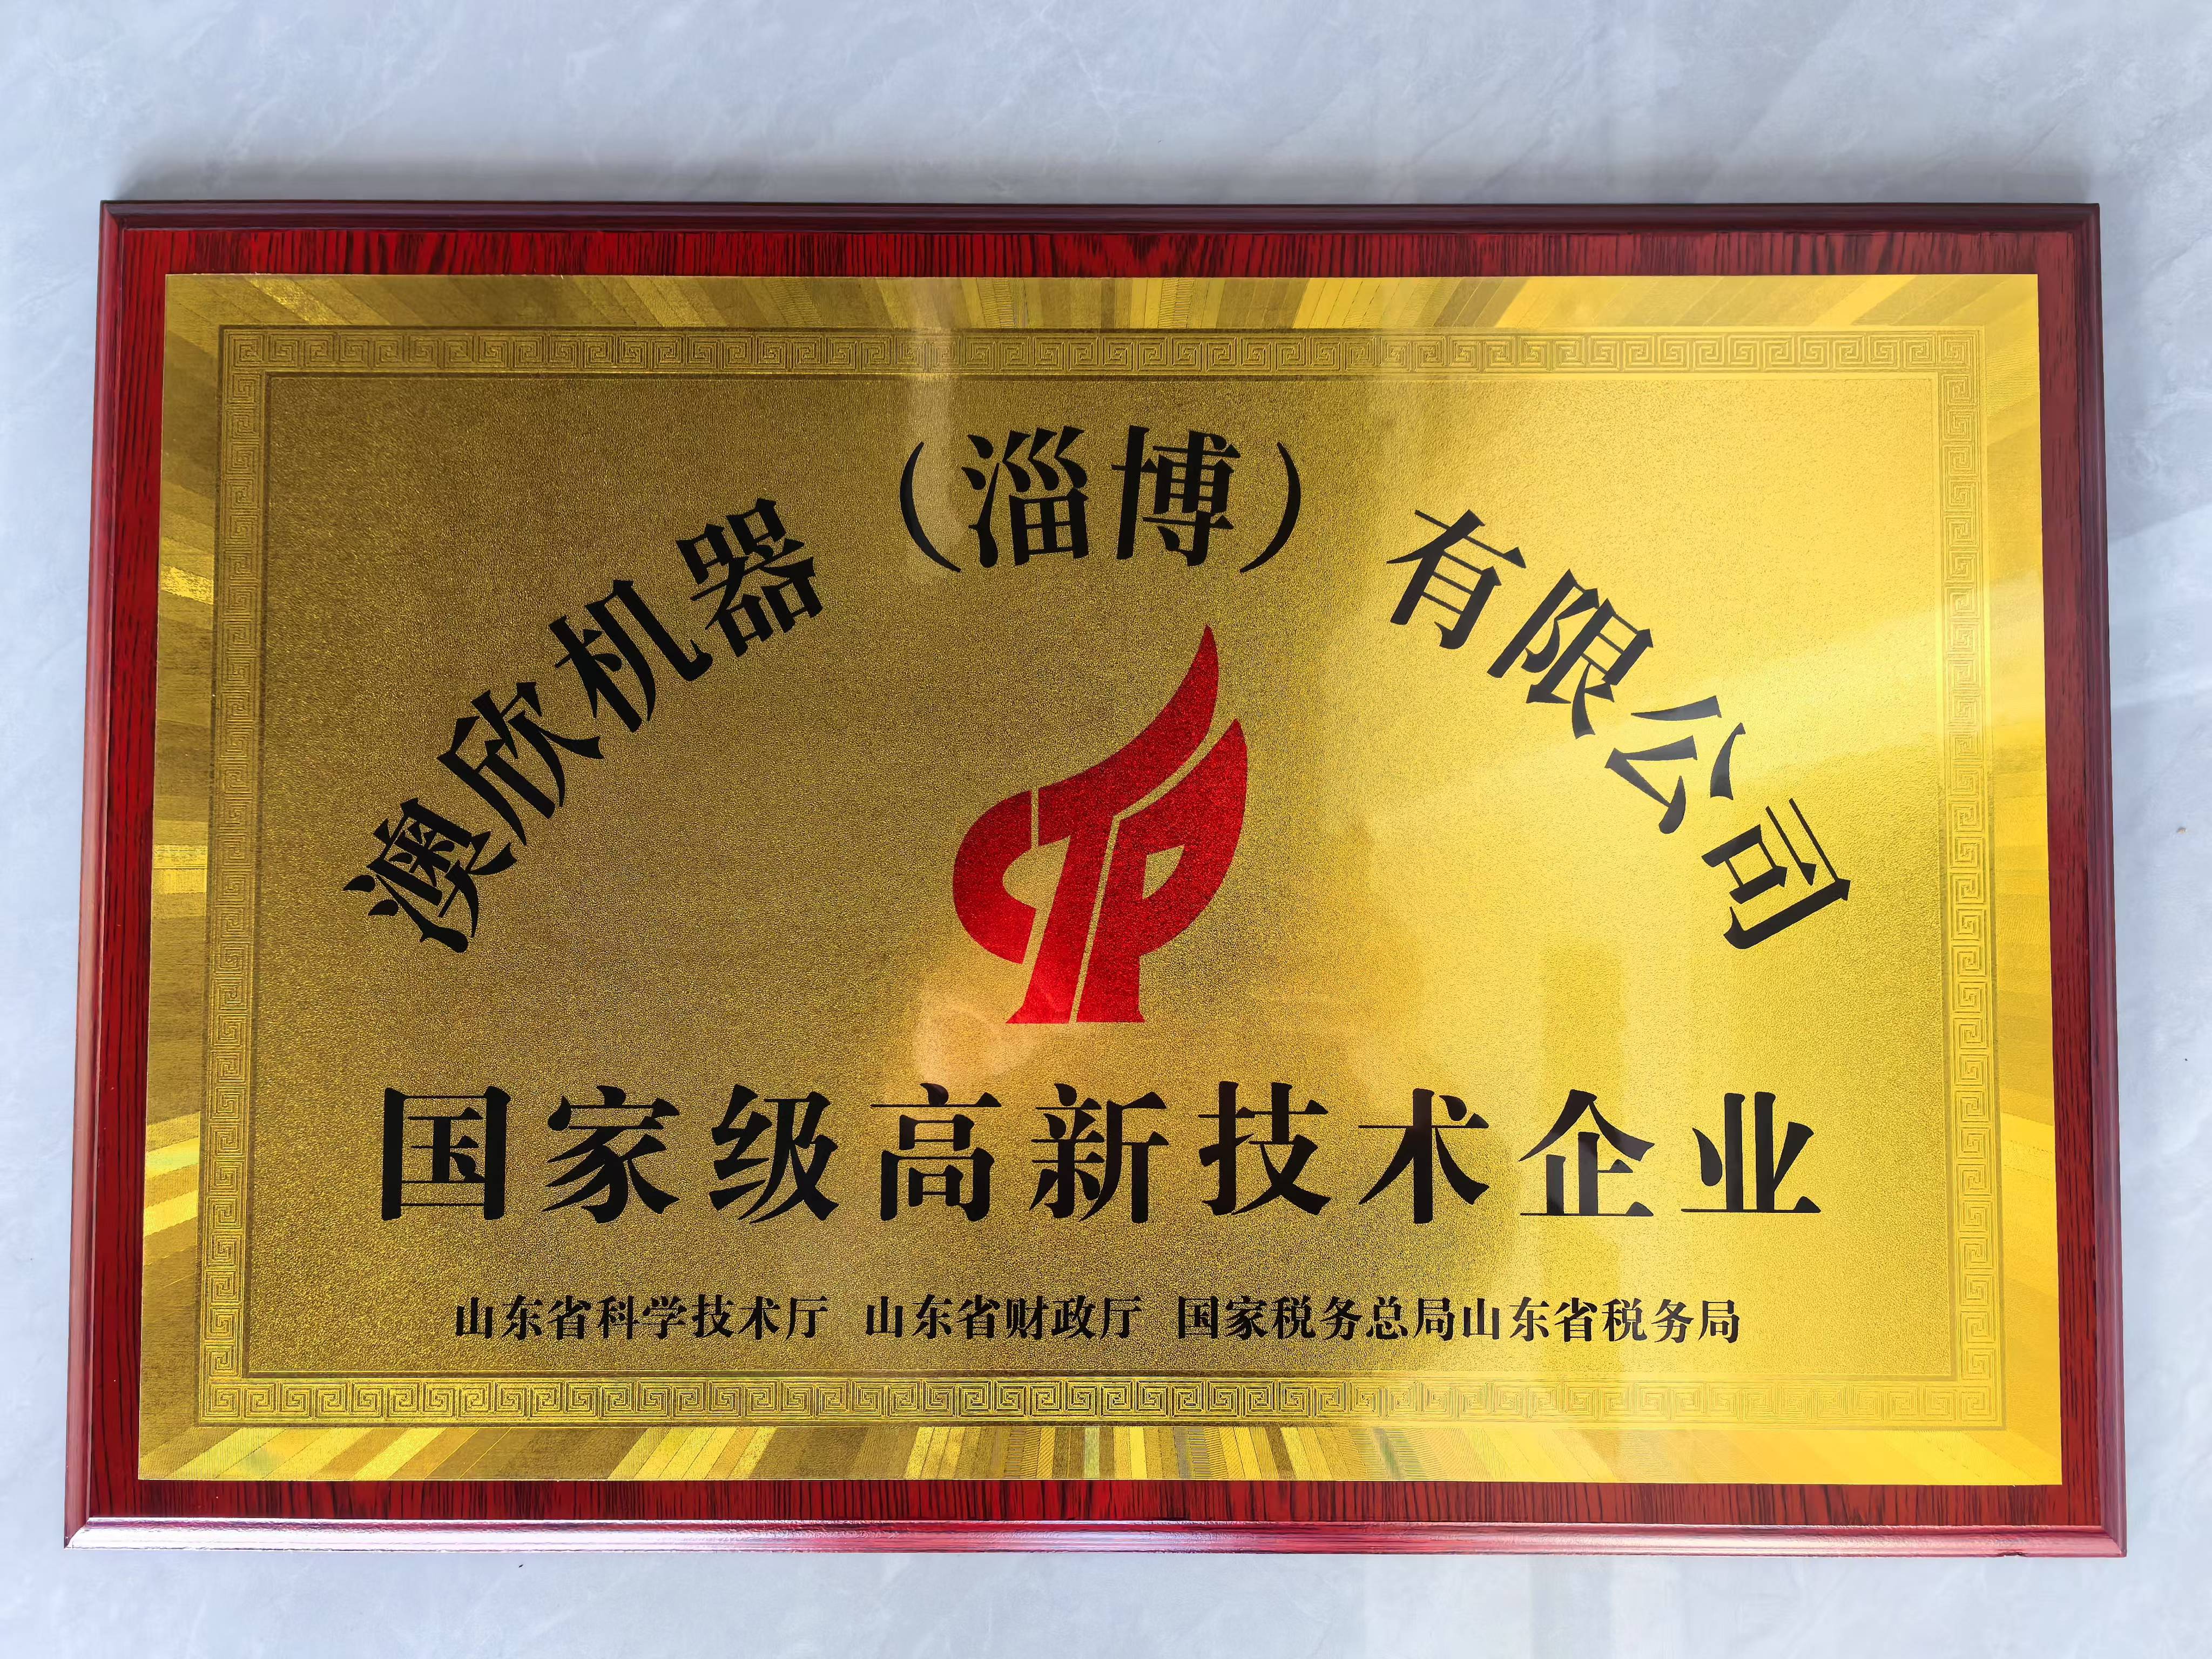 澳欣机器（淄博）有限公司
国家级高新技术企业
山东省科学技术厅 山东省财政厅 国家税务总局山东省税务局